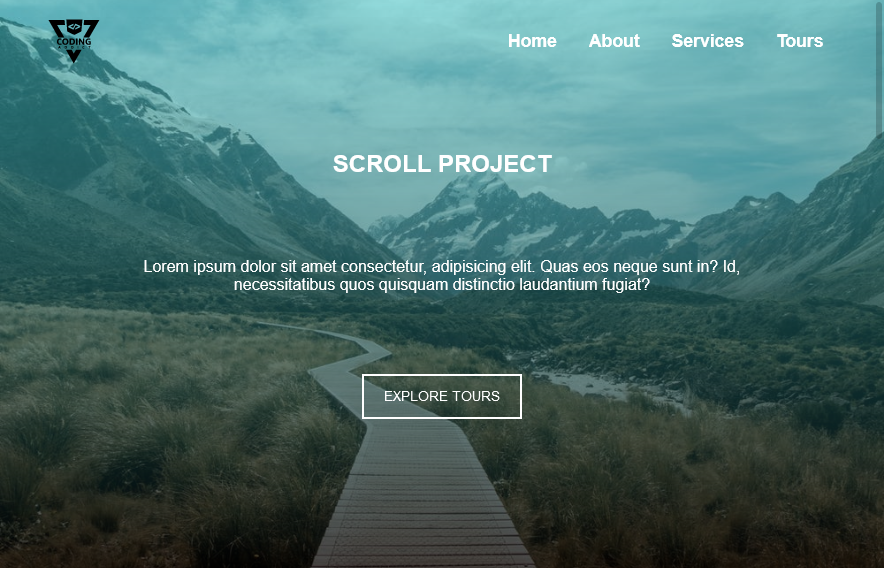 </> CODING
ADDICT
Home About Services Tours
SCROLL PROJECT
Lorem ipsum dolor sit amet consectetur, adipisicing elit. Quas eos neque sunt in? Id,
necessitatibus quos quisquam distinctio laudantium fugiat?
EXPLORE TOURS